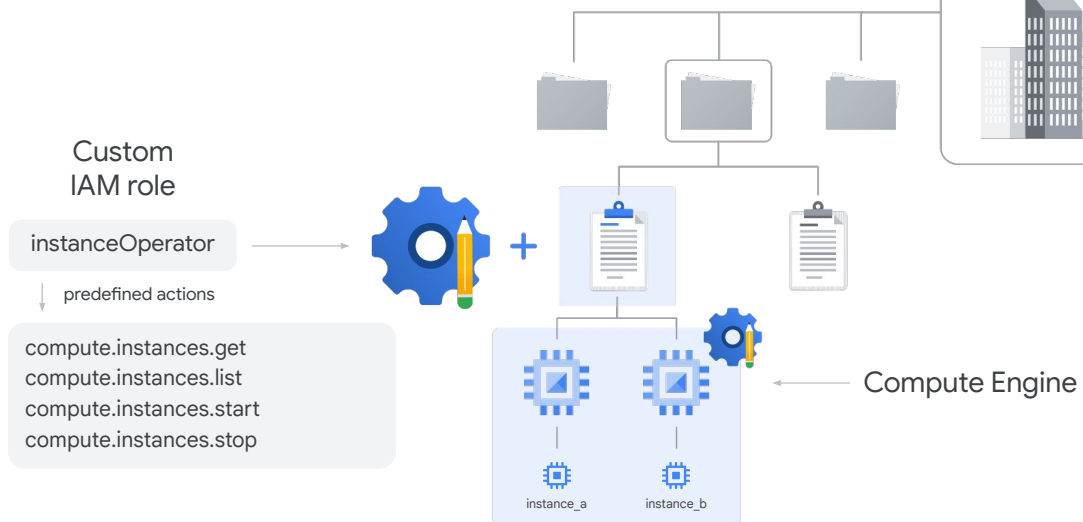 Custom
IAM role
instanceOperator
predefined actions
compute.instances.get
compute.instances.list
compute.instances.start
compute.instances.stop
Compute Engine
instance_a
instance_b